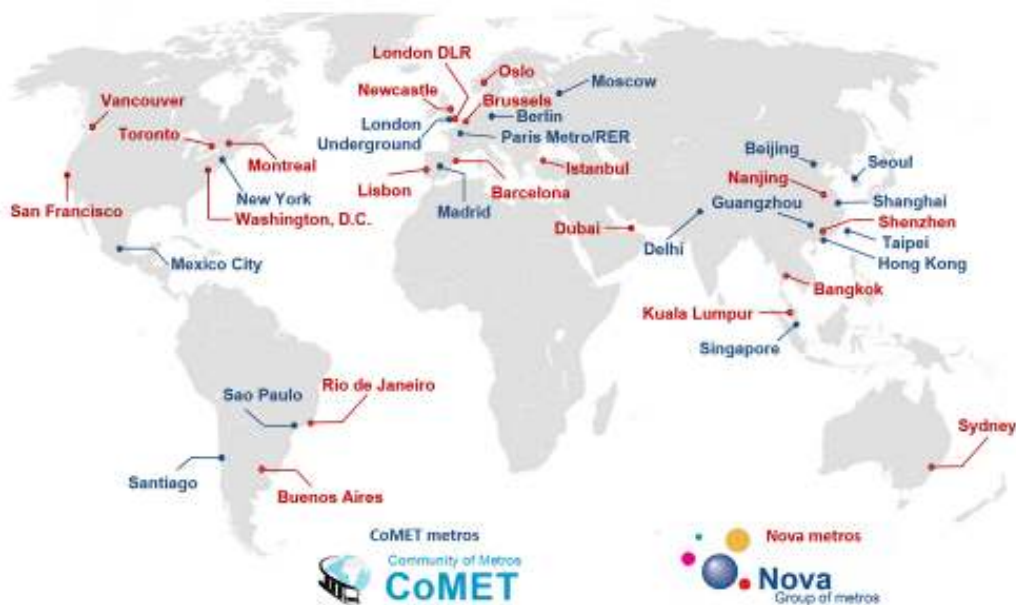 London DLR
Oslo
Moscow
Newcastle
Brussels
Vancouver
London
Underground
Berlin
Toronto
Paris Metro/RER
Beijing
Seoul
Montreal
Istanbul
Nanjing
Lisbon
Barcelona
New York
Shanghai
Guangzhou
San Francisco
Washington, D.C.
Madrid
Shenzhen
Dubai
Delhi
Taipei
Mexico City
Hong Kong
Bangkok
Kuala Lumpur
Singapore
Rio de Janeiro
Sao Paulo
Sydney
Santiago
Buenos Aires
CoMET metros
Nova metros
Community of Metros
CoMET
Nova
Group of metros